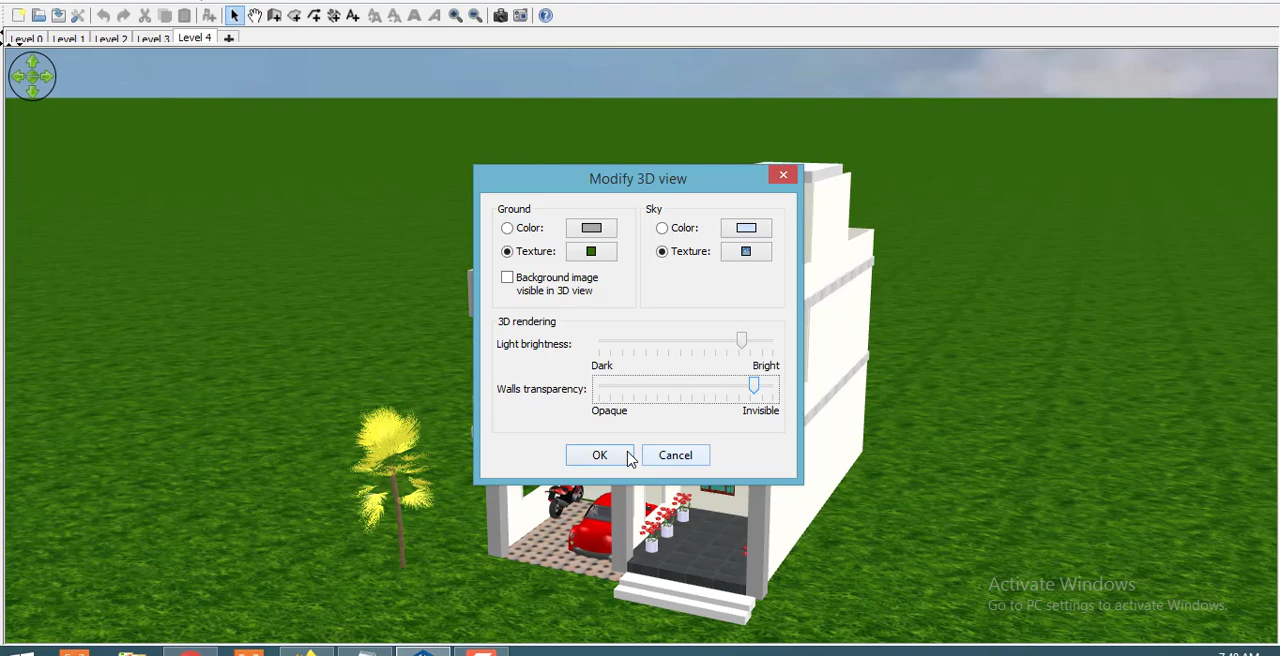 Level 0 Level 1 Level 2 Level 3 Level 4
Modify 3D view
Ground
Sky
Color:
Color:
Texture:
Texture:
Background image
visible in 3D view
3D rendering
Light brightness:
Dark Bright
Walls transparency:
Opaque Invisible
OK Cancel
Activate Windows
Go to PC settings to activate Windows.